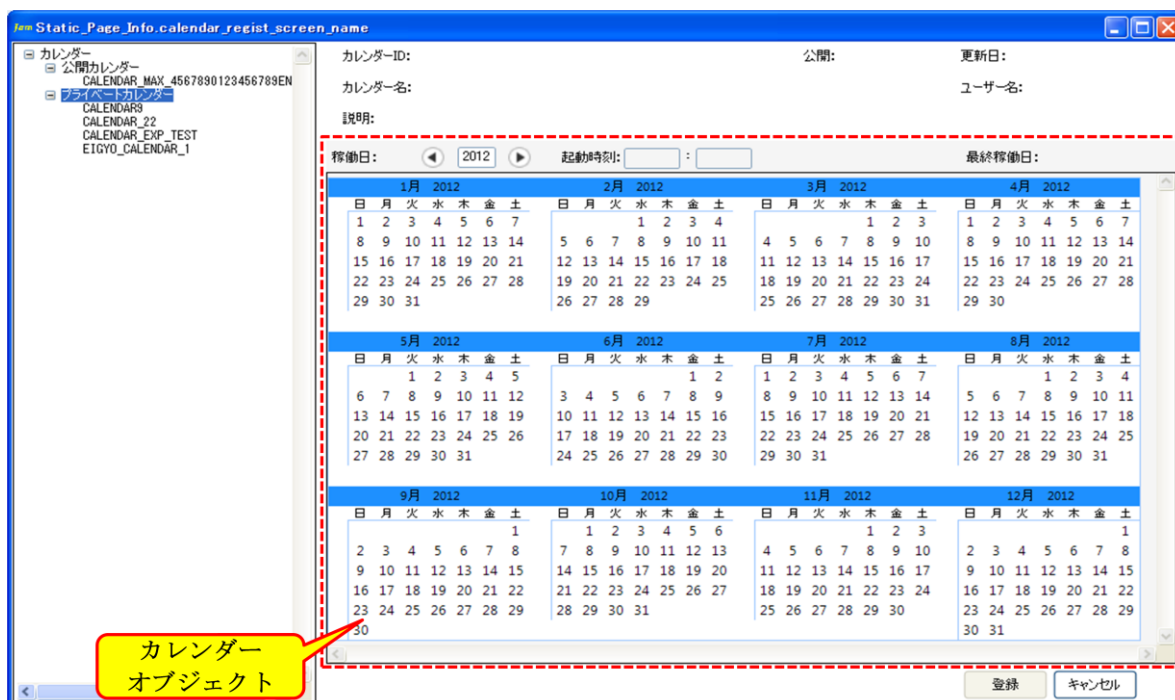 Jam Static_Page_Info.calendar_regist_screen_name
カレンダー
公開カレンダー
CALENDAR_MAX_4567890123456789EN
プライベートカレンダー
CALENDAR9
CALENDAR_22
CALENDAR_EXP_TEST
EIGYO_CALENDAR_1
カレンダーID: 公開: 更新日:
カレンダー名: ユーザー名:
説明:
稼働日: 2012 起動時刻: : 最終稼働日:
1月 2012 2月 2012 3月 2012 4月 2012
日 月 火 水 木 金 土 日 月 火 水 木 金 土 日 月 火 水 木 金 土 日 月 火 水 木 金 土
1 2 3 4 5 6 7 1 2 3 4 1 2 3 1 2 3 4 5 6 7
8 9 10 11 12 13 14 5 6 7 8 9 10 11 4 5 6 7 8 9 10 8 9 10 11 12 13 14
15 16 17 18 19 20 21 12 13 14 15 16 17 18 11 12 13 14 15 16 17 15 16 17 18 19 20 21
22 23 24 25 26 27 28 19 20 21 22 23 24 25 18 19 20 21 22 23 24 22 23 24 25 26 27 28
29 30 31 26 27 28 29 25 26 27 28 29 30 31 29 30
5月 2012 6月 2012 7月 2012 8月 2012
日 月 火 水 木 金 土 日 月 火 水 木 金 土 日 月 火 水 木 金 土 日 月 火 水 木 金 土
1 2 3 4 5 1 2 1 2 3 4 5 6 7 1 2 3 4
6 7 8 9 10 11 12 3 4 5 6 7 8 9 8 9 10 11 12 13 14 5 6 7 8 9 10 11
13 14 15 16 17 18 19 10 11 12 13 14 15 16 15 16 17 18 19 20 21 12 13 14 15 16 17 18
20 21 22 23 24 25 26 17 18 19 20 21 22 23 22 23 24 25 26 27 28 19 20 21 22 23 24 25
27 28 29 30 31 24 25 26 27 28 29 30 29 30 31 26 27 28 29 30 31
9月 2012 10月 2012 11月 2012 12月 2012
日 月 火 水 木 金 土 日 月 火 水 木 金 土 日 月 火 水 木 金 土 日 月 火 水 木 金 土
1 1 2 3 4 5 6 1 2 3 1
2 3 4 5 6 7 8 7 8 9 10 11 12 13 4 5 6 7 8 9 10 2 3 4 5 6 7 8
9 10 11 12 13 14 15 14 15 16 17 18 19 20 11 12 13 14 15 16 17 9 10 11 12 13 14 15
16 17 18 19 20 21 22 21 22 23 24 25 26 27 18 19 20 21 22 23 24 16 17 18 19 20 21 22
23 24 25 26 27 28 29 28 29 30 31 25 26 27 28 29 30 23 24 25 26 27 28 29
30 30 31
カレンダー
オブジェクト
登録 キャンセル